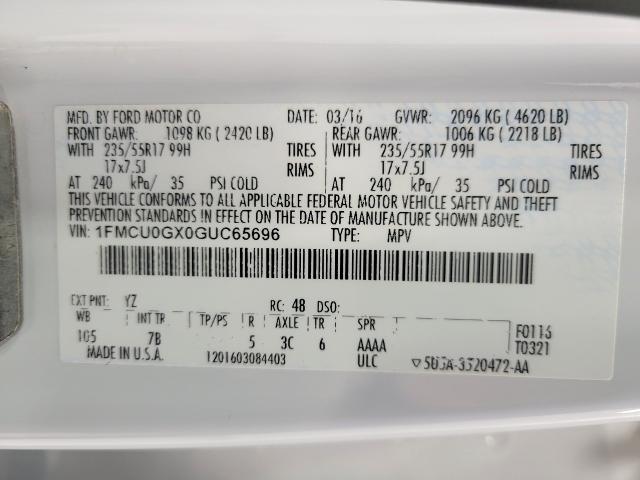 MFD. BY FORD MOTOR CO DATE: 03/16 GVWR: 2096 KG ( 4620 LB)
FRONT GAWR: 1098 KG ( 2420 LB) REAR GAWR: 1006 KG ( 2218 LB)
WITH 235/55R17 99H TIRES WITH 235/55R17 99H TIRES
17x7.5J RIMS 17x7.5J RIMS
AT 240 kPa/ 35 PSI COLD AT 240 kPa/ 35 PSI COLD
THIS VEHICLE CONFORMS TO ALL APPLICABLE FEDERAL MOTOR VEHICLE SAFETY AND THEFT
PREVENTION STANDARDS IN EFFECT ON THE DATE OF MANUFACTURE SHOWN ABOVE.
VIN: 1FMCU0GX0GUC65696 TYPE: MPV
EXT PNT: YZ RC: 48 DSO:
WB INT TR TP/PS R AXLE TR SPR
105 7B 5 3C 6 AAAA F0116
MADE IN U.S.A. 1201603084403 ULC T0321
▽5U5A-3520472-AA